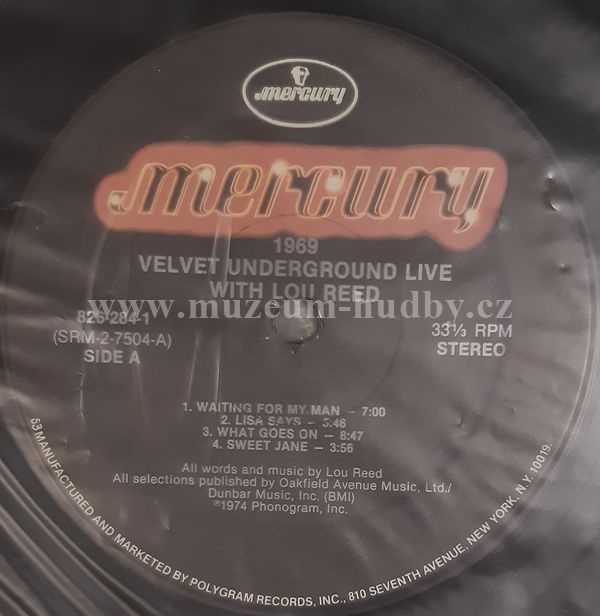 mercury
mercury
1969
VELVET UNDERGROUND LIVE
WITH LOU REED
www.muzeum-hudby.cz
826-284-1
(SRM-2-7504-A)
SIDE A
33⅓ RPM
STEREO
1. WAITING FOR MY MAN – 7:00
2. LISA SAYS – 5:46
3. WHAT GOES ON – 8:47
4. SWEET JANE – 3:56
All words and music by Lou Reed
All selections published by Oakfield Avenue Music, Ltd./
Dunbar Music, Inc. (BMI)
℗1974 Phonogram, Inc.
53 MANUFACTURED AND MARKETED BY POLYGRAM RECORDS, INC., 810 SEVENTH AVENUE, NEW YORK, N.Y. 10019.